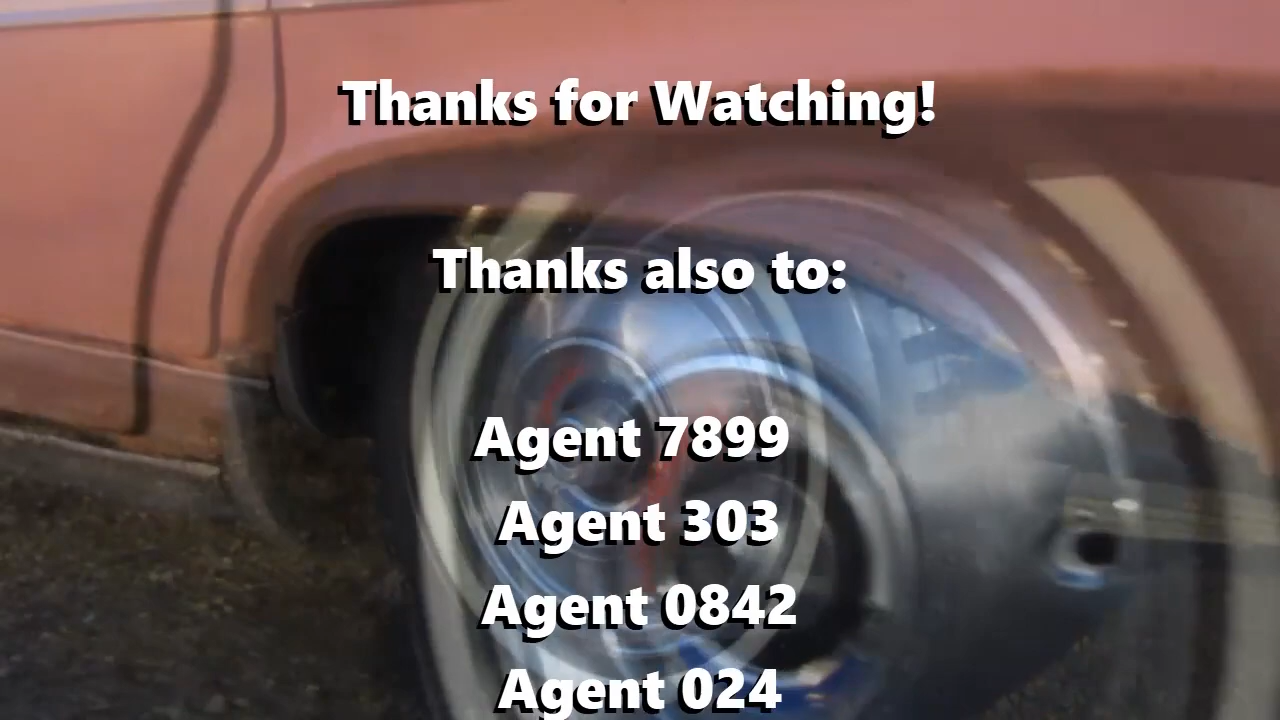 Thanks for Watching!
Thanks also to:
Agent 7899
Agent 303
Agent 0842
Agent 024